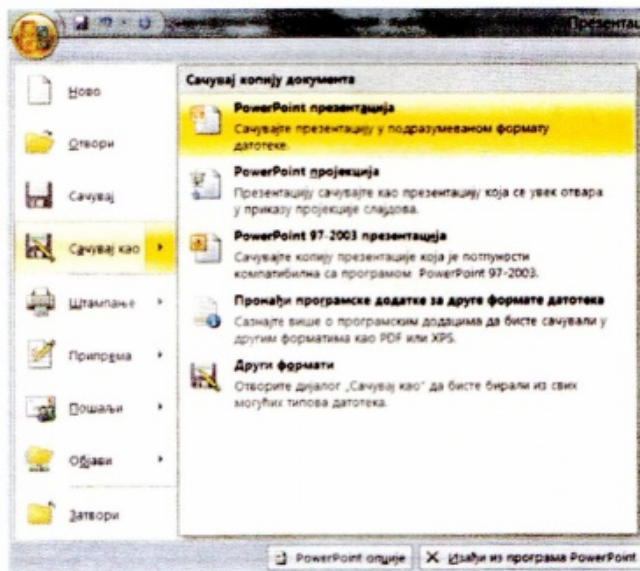 Презентац
Ново
Отвори
Сачувај
Сачувај као
Штампање
Припрема
Пошаљи
Објави
Затвори
Сачувај копију документа
PowerPoint презентација
Сачувајте презентацију у подразумеваном формату
датотеке.
PowerPoint пројекција
Презентацију сачувајте као презентацију која се увек отвара
у приказу пројекције слајдова.
PowerPoint 97-2003 презентација
Сачувајте копију презентације која је потпуности
компатибилна са програмом PowerPoint 97-2003.
Пронађи програмске додатке за друге формате датотека
Сазнајте више о програмским додацима да бисте сачували у
другим форматима као PDF или XPS.
Други формати
Отворите дијалог „Сачувај као“ да бисте бирали из свих
могућих типова датотека.
PowerPoint опције
Изађи из програма PowerPoint